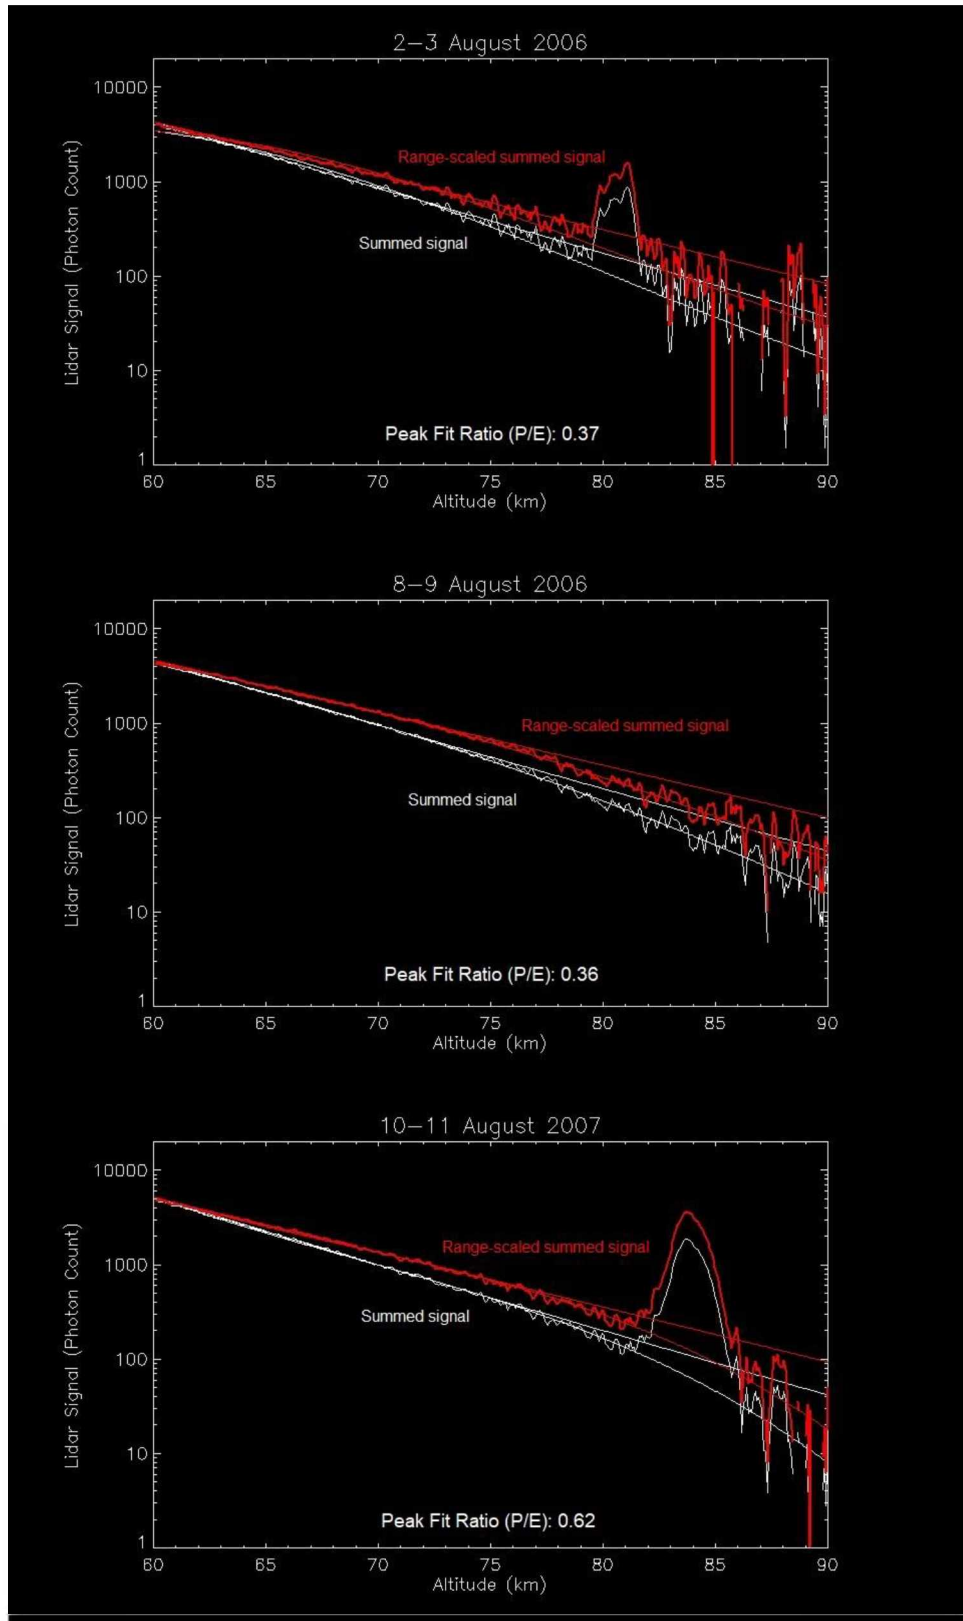 2-3 August 2006
10000
1000
100
10
1
Lidar Signal (Photon Count)
Range-scaled summed signal
Summed signal
Peak Fit Ratio (P/E): 0.37
60 65 70 75 80 85 90
Altitude (km)
8-9 August 2006
10000
1000
100
10
1
Lidar Signal (Photon Count)
Range-scaled summed signal
Summed signal
Peak Fit Ratio (P/E): 0.36
60 65 70 75 80 85 90
Altitude (km)
10-11 August 2007
10000
1000
100
10
1
Lidar Signal (Photon Count)
Range-scaled summed signal
Summed signal
Peak Fit Ratio (P/E): 0.62
60 65 70 75 80 85 90
Altitude (km)